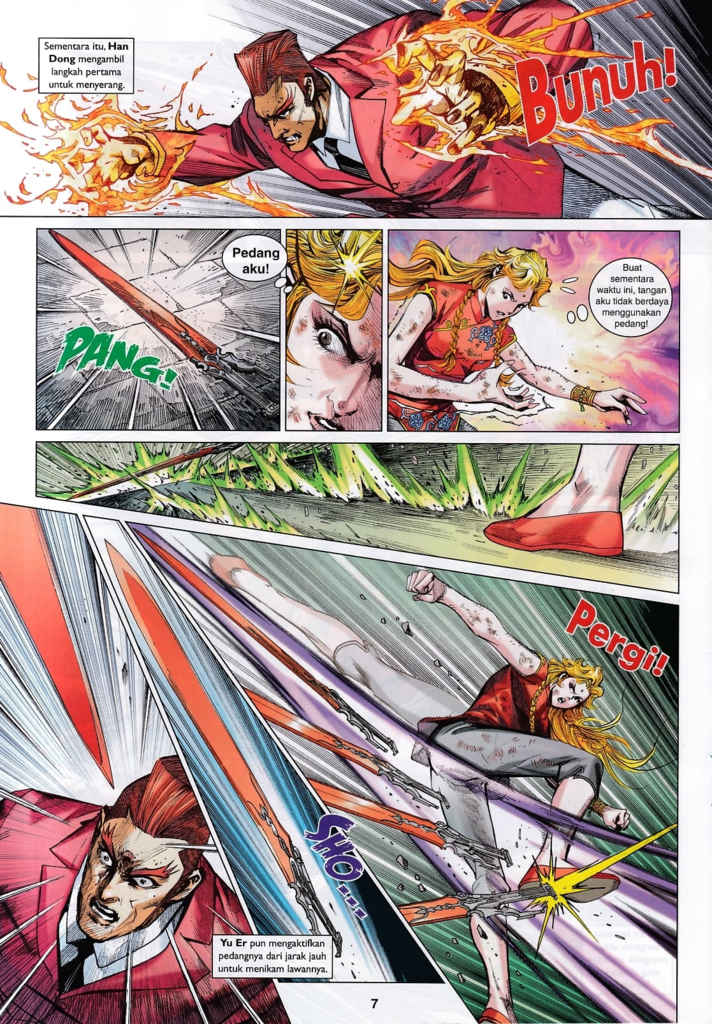 Sementara itu, Han
Dong mengambil
langkah pertama
untuk menyerang.
Bunuh!
PANG!
Pedang
aku!
Buat
sementara
waktu ini, tangan
aku tidak berdaya
menggunakan
pedang!
Pergi!
SHO...
Yu Er pun mengaktifkan
pedangnya dari jarak jauh
untuk menikam lawannya.
7